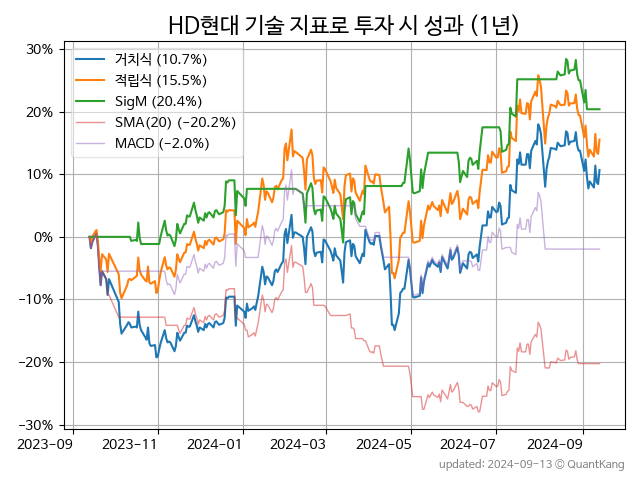 HD현대 기술 지표로 투자 시 성과 (1년)
30%
거치식 (10.7%)
적립식 (15.5%)
SigM (20.4%)
SMA(20) (−20.2%)
MACD (−2.0%)
20%
10%
0%
−10%
−20%
−30%
2023-09
2023-11
2024-01
2024-03
2024-05
2024-07
2024-09
updated: 2024-09-13 © QuantKang